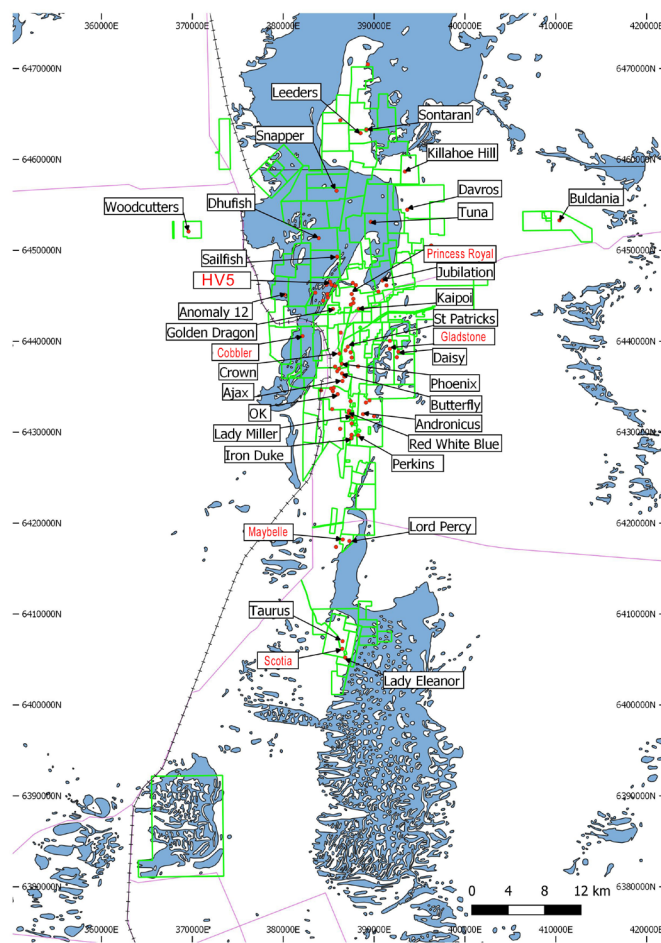 360000E 370000E 380000E 390000E 400000E 410000E 420000E
6470000N 6470000N
Leeders
Sontaran
Snapper
6460000N Killahoe Hill 6460000N
Davros
Dhufish
Buldania
Woodcutters
Tuna
6450000N Sailfish Princess Royal 6450000N
HV5 Jubilation
Anomaly 12 Kaipoi
Golden Dragon St Patricks
6440000N Gladstone 6440000N
Cobbler Daisy
Crown Phoenix
Ajax Butterfly
OK Andronicus
6430000N Lady Miller Red White Blue 6430000N
Iron Duke Perkins
6420000N 6420000N
Maybelle Lord Percy
6410000N Taurus 6410000N
Scotia
Lady Eleanor
6400000N 6400000N
6390000N 6390000N
6380000N 0 4 8 12 km 6380000N
360000E 370000E 380000E 390000E 400000E 410000E 420000E